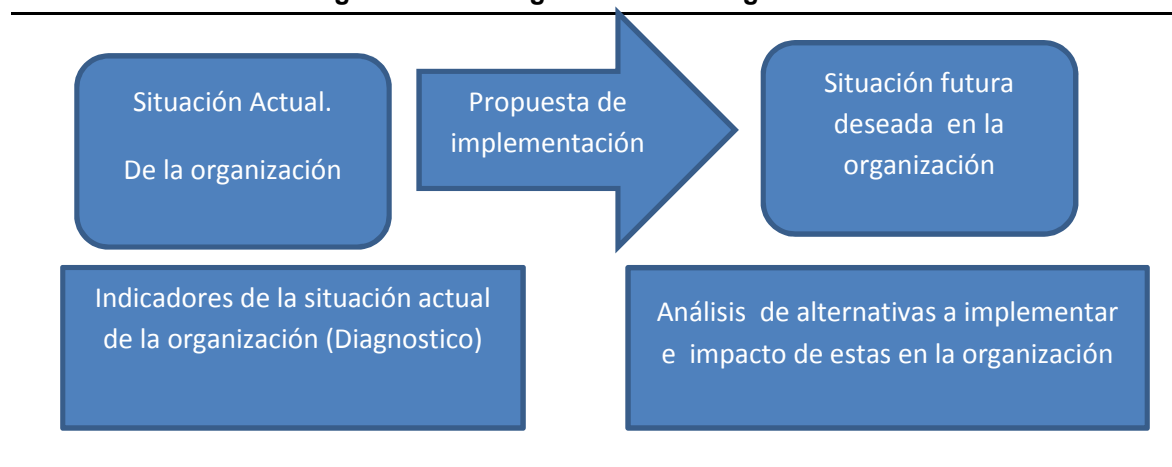 Situación Actual.
De la organización
Propuesta de
implementación
Situación futura
deseada en la
organización
Indicadores de la situación actual
de la organización (Diagnostico)
Análisis de alternativas a implementar
e impacto de estas en la organización